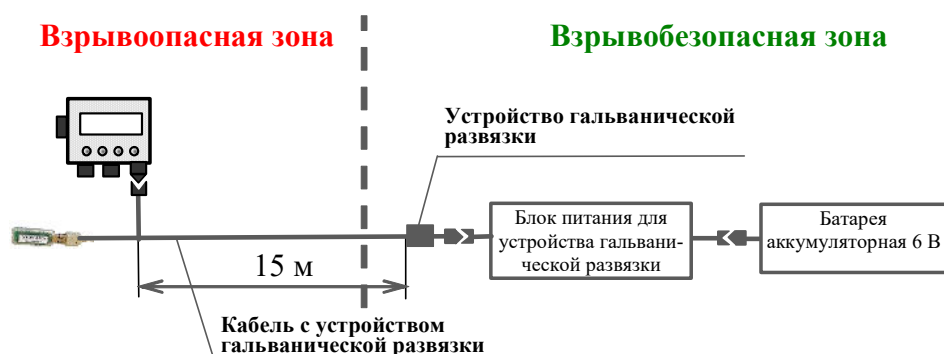 Взрывоопасная зона
Взрывобезопасная зона
Устройство гальванической
развязки
Блок питания для
устройства гальвани-
ческой развязки
Батарея
аккумуляторная 6 В
15 м
Кабель с устройством
гальванической развязки